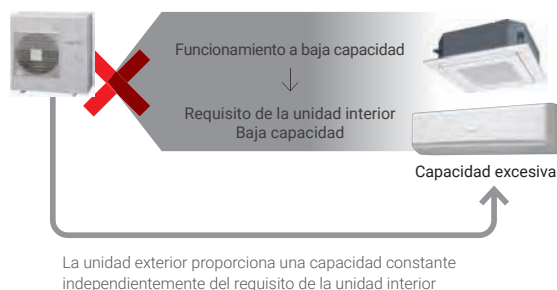 Funcionamiento a baja capacidad
Requisito de la unidad interior
Baja capacidad
Capacidad excesiva
La unidad exterior proporciona una capacidad constante
independientemente del requisito de la unidad interior